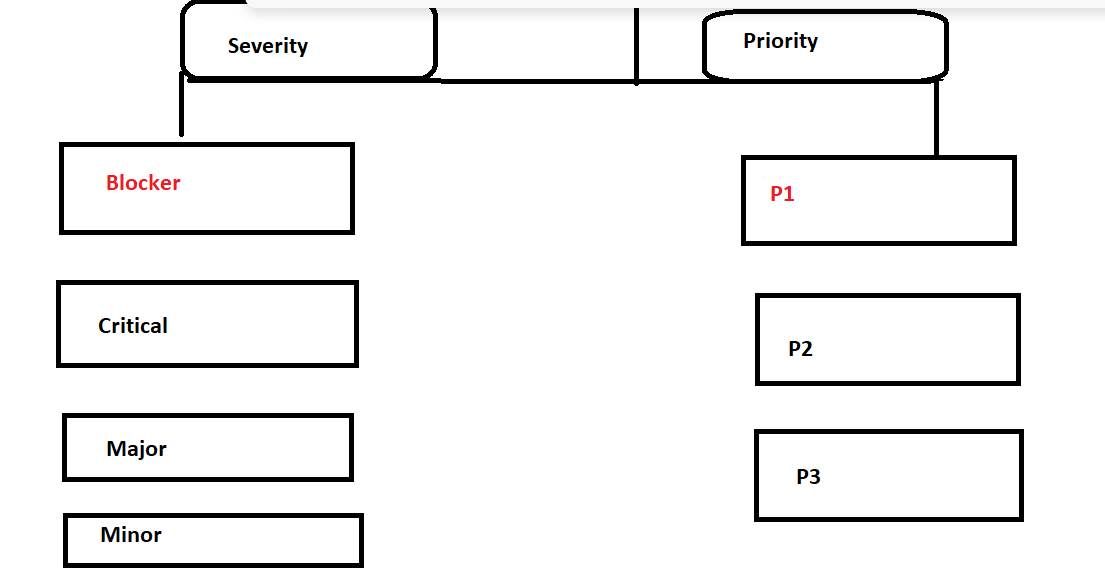 Severity
Priority
Blocker
P1
Critical
P2
Major
P3
Minor